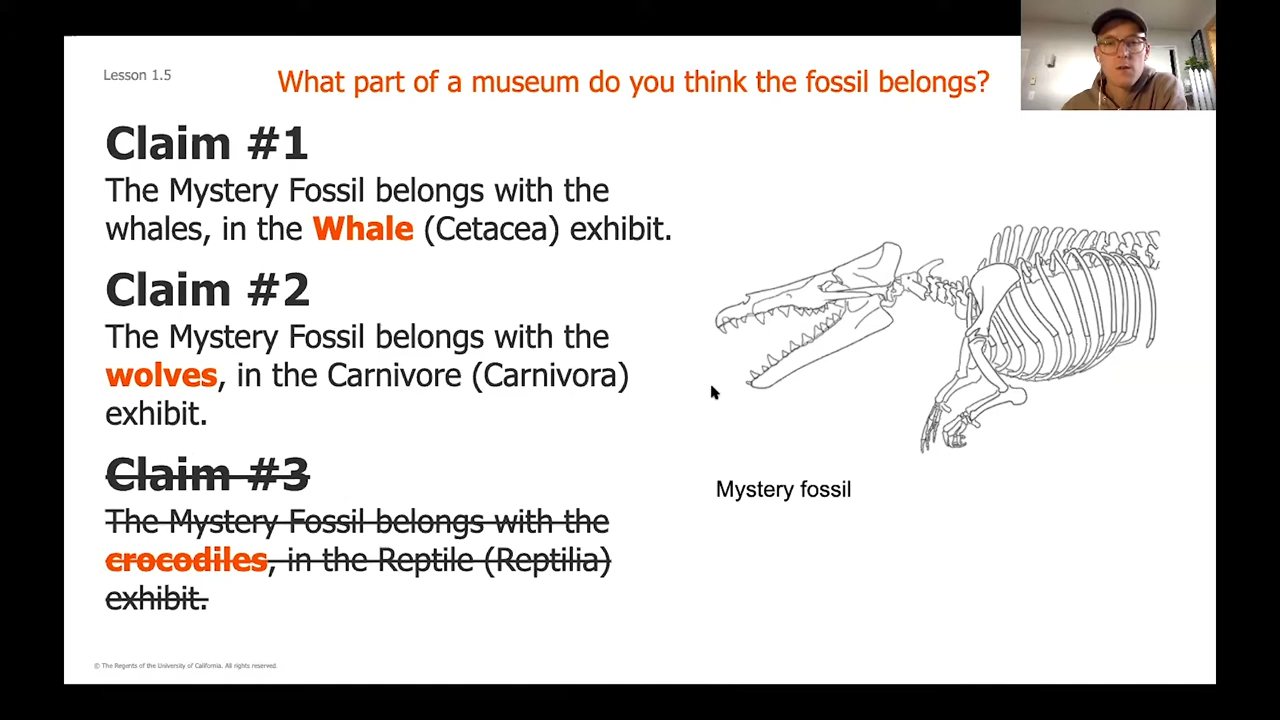 Lesson 1.5
What part of a museum do you think the fossil belongs?
Claim #1
The Mystery Fossil belongs with the
whales, in the Whale (Cetacea) exhibit.
Claim #2
The Mystery Fossil belongs with the
wolves, in the Carnivore (Carnivora)
exhibit.
Claim #3
The Mystery Fossil belongs with the
crocodiles, in the Reptile (Reptilia)
exhibit.
Mystery fossil
© The Regents of the University of California. All rights reserved.